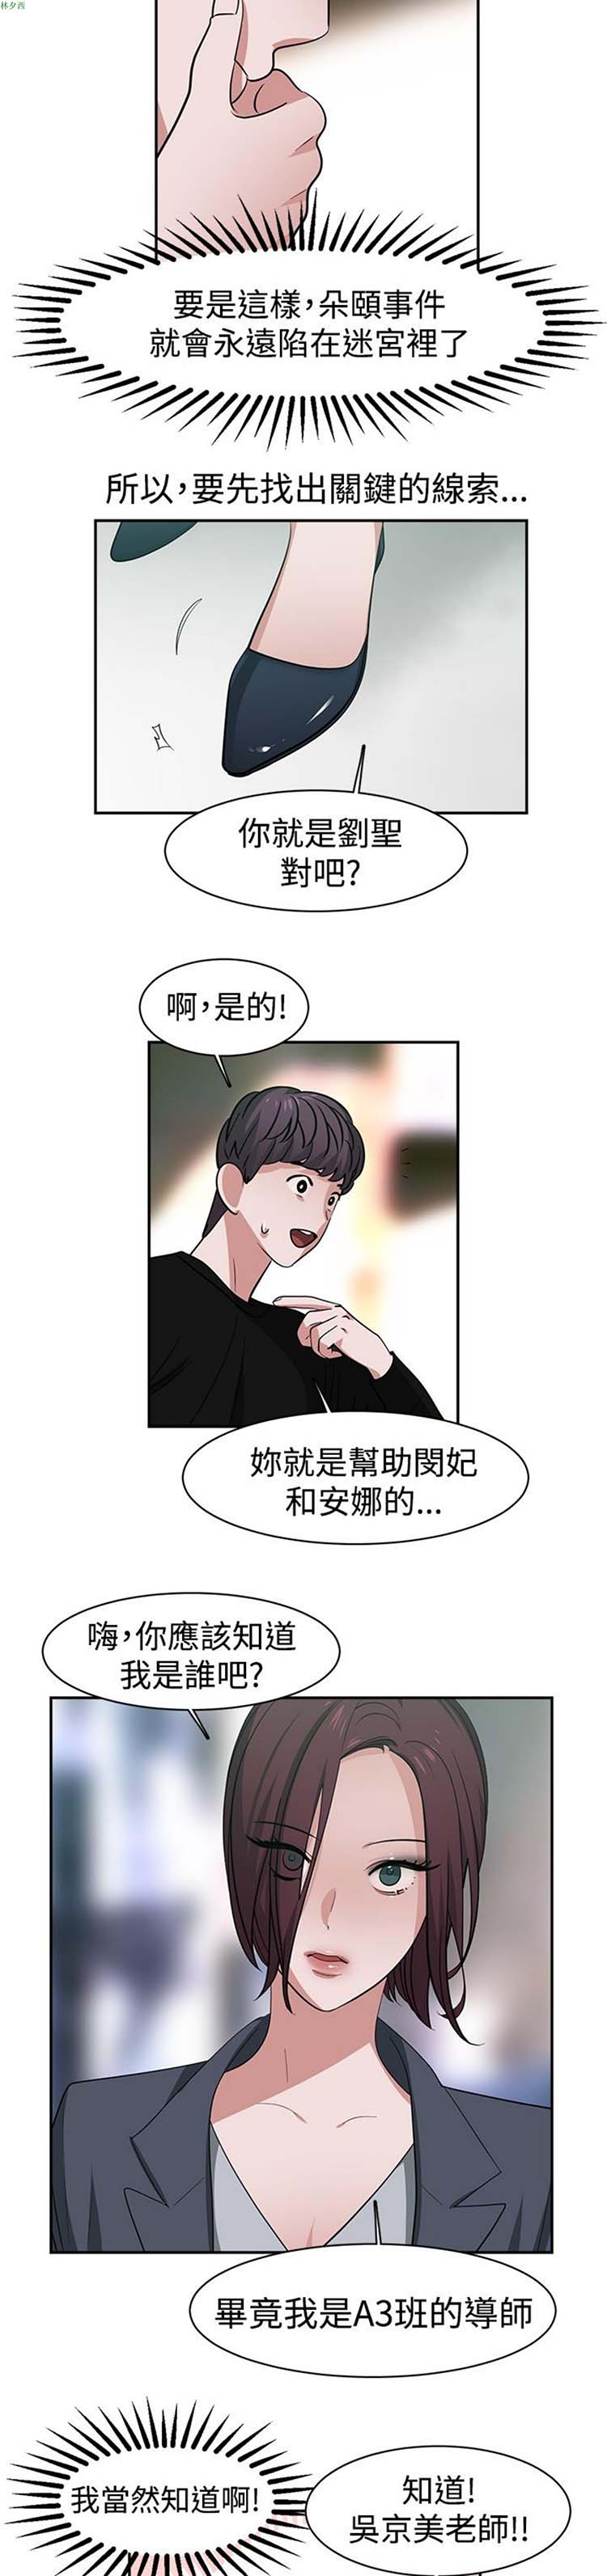 林夕茜
要是這樣，朵頤事件
就會永遠陷在迷宮裡了
所以，要先找出關鍵的線索...
你就是劉聖
對吧？
啊，是的！
妳就是幫助閔妃
和安娜的...
嗨，你應該知道
我是誰吧？
畢竟我是A3班的導師
我當然知道啊！
知道！
吳京美老師！！